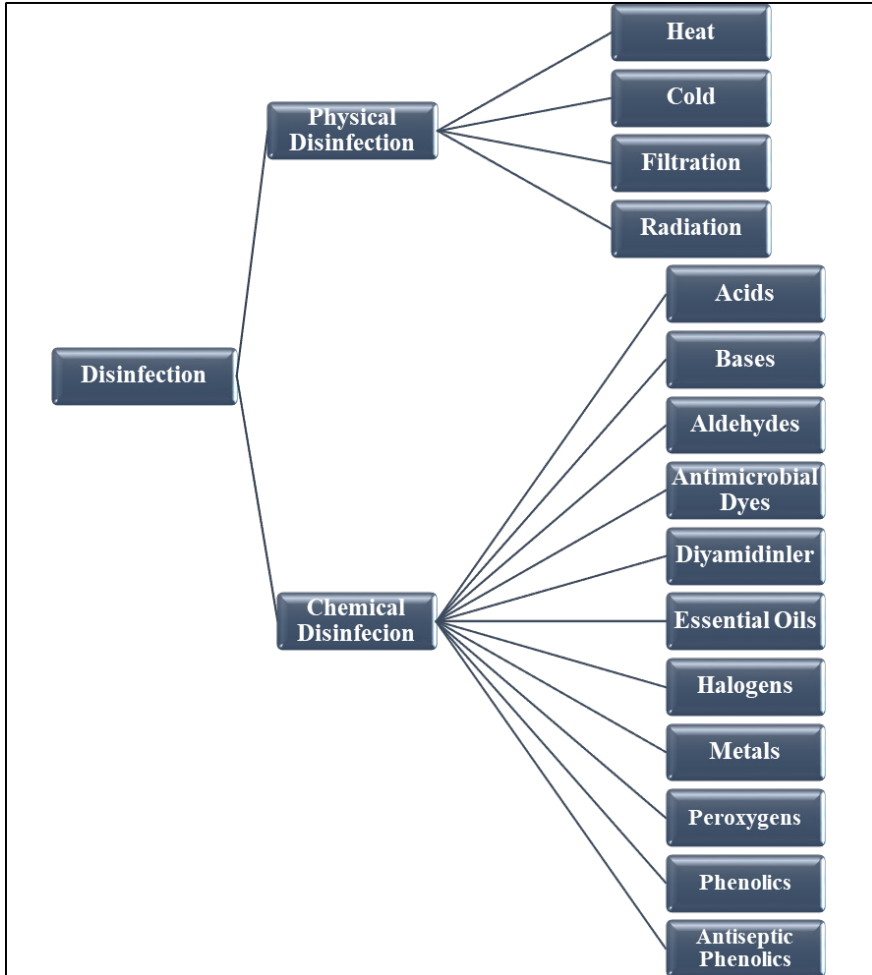 Heat
Cold
Physical
Disinfection
Filtration
Radiation
Acids
Bases
Disinfection
Aldehydes
Antimicrobial
Dyes
Diyamidinler
Chemical
Disinfecion
Essential Oils
Halogens
Metals
Peroxygens
Phenolics
Antiseptic
Phenolics